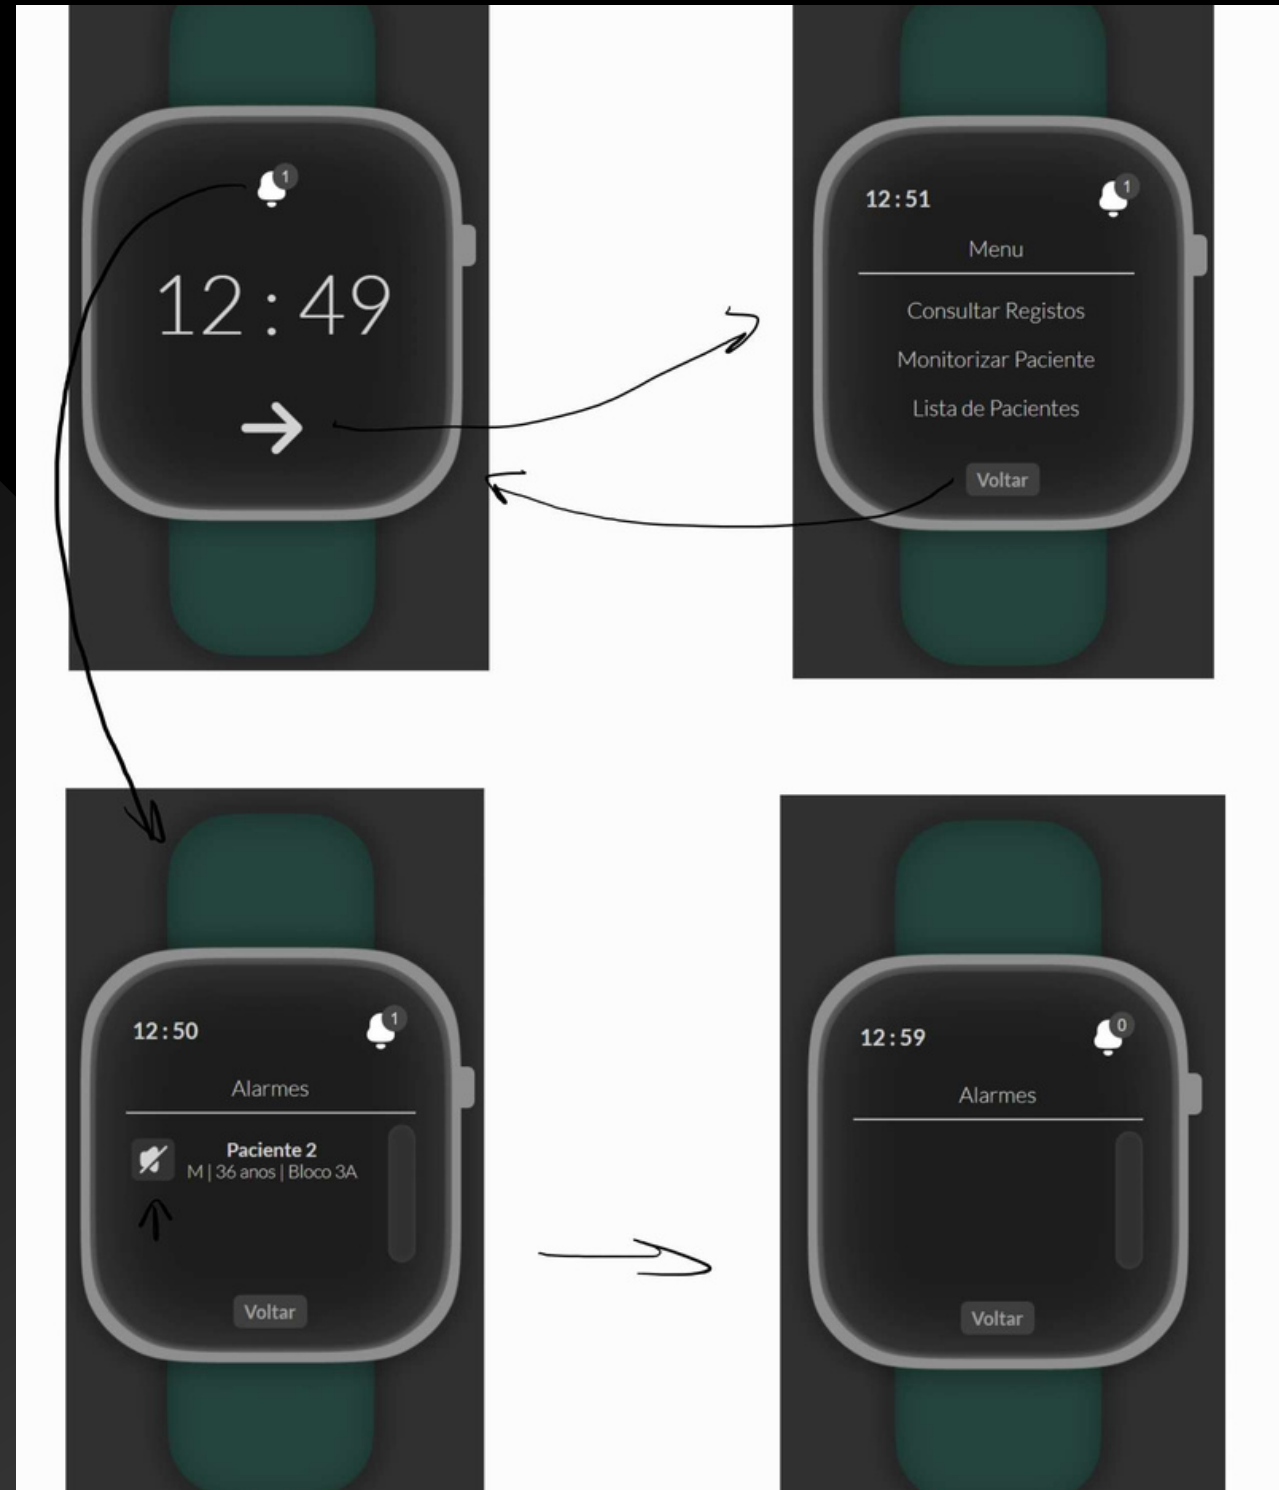 1
12:49
12:51
1
Menu
Consultar Registos
Monitorizar Paciente
Lista de Pacientes
Voltar
12:50
1
Alarmes
Paciente 2
M | 36 anos | Bloco 3A
Voltar
12:59
0
Alarmes
Voltar